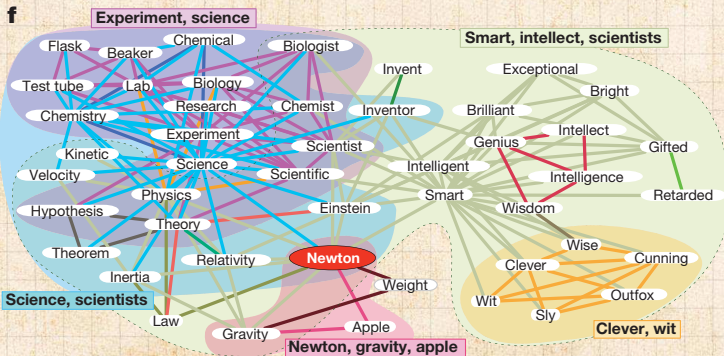 f
Experiment, science
Smart, intellect, scientists
Flask
Beaker
Chemical
Biologist
Invent
Exceptional
Test tube
Lab
Biology
Bright
Chemistry
Research
Chemist
Inventor
Brilliant
Experiment
Genius
Intellect
Kinetic
Science
Scientist
Gifted
Velocity
Scientific
Intelligent
Intelligence
Physics
Smart
Retarded
Hypothesis
Theory
Einstein
Wisdom
Theorem
Relativity
Newton
Wise
Clever
Cunning
Inertia
Weight
Science, scientists
Wit
Outfox
Law
Sly
Gravity
Apple
Clever, wit
Newton, gravity, apple